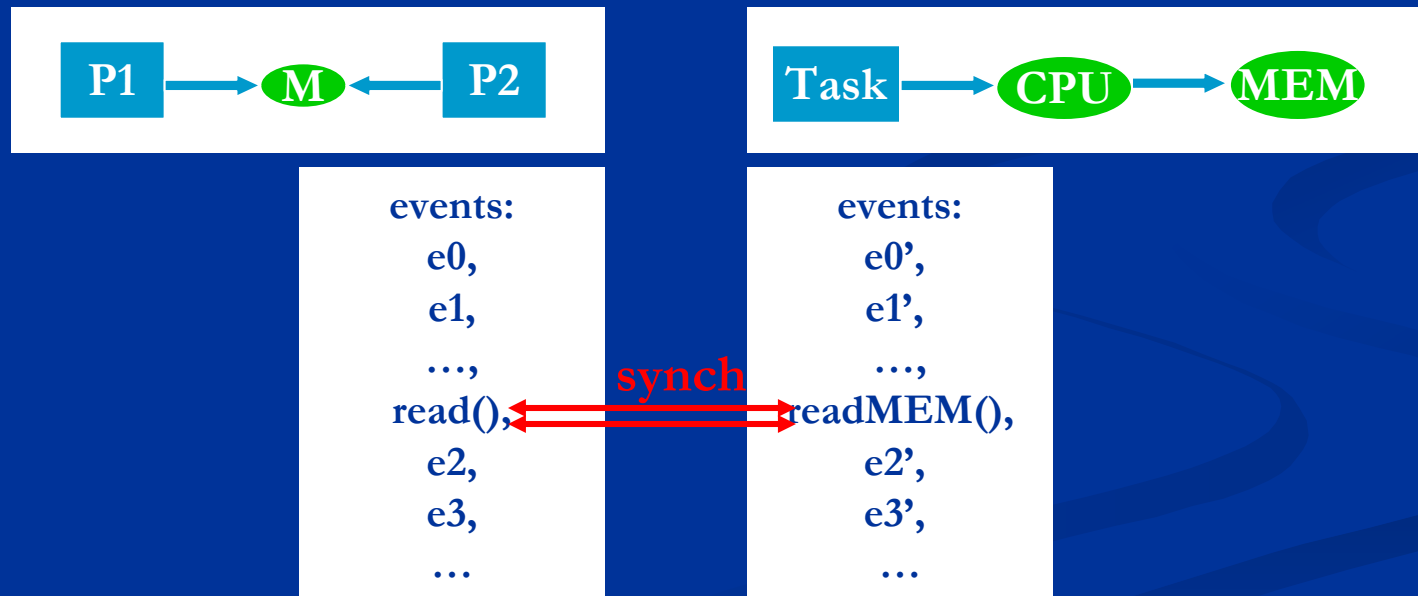 P1
M
P2
Task
CPU
MEM
events:
e0,
e1,
…,
read(),
e2,
e3,
…
synch
events:
e0’,
e1’,
…,
readMEM(),
e2’,
e3’,
…